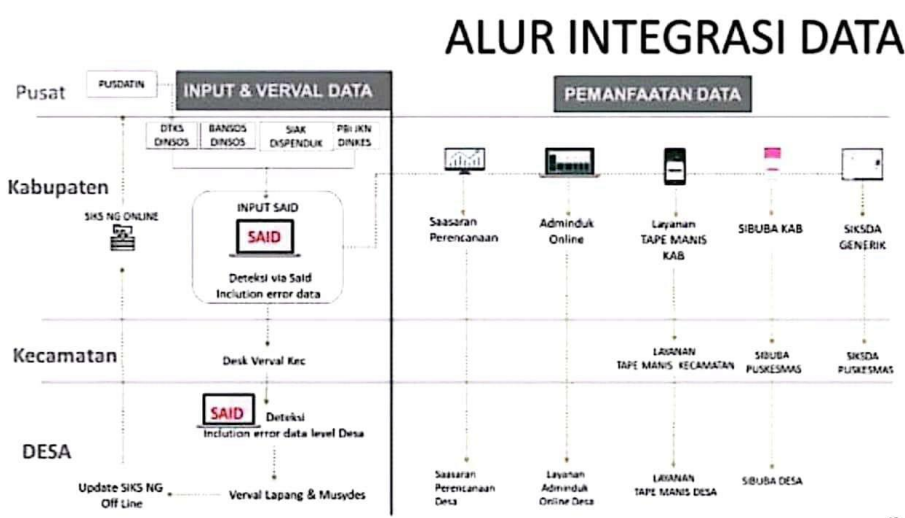 ALUR INTEGRASI DATA
Pusat
PUSDATIN
INPUT & VERVAL DATA
PEMANFAATAN DATA
DTKS
DINSOS
BANSOS
DINSOS
SIAK
DISPENDUK
PBI JKN
DINKES
Kabupaten
SIKS NG ONLINE
INPUT SAID
SAID
Deteksi via Said
Inclution error data
Saasaran
Perencanaan
Adminduk
Online
Layanan
TAPE MANIS
KAB
SIBUBA KAB
SIKSDA
GENERIK
Kecamatan
Desk Verval Kec
LAYANAN
TAPE MANIS KECAMATAN
SIBUBA
PUSKESMAS
SIKSDA
PUSKESMAS
DESA
SAID
Deteksi
Inclution error data level Desa
Update SIKS NG
Off Line
Verval Lapang & Musydes
Saasaran
Perencanaan
Desa
Layanan
Adminduk
Online Desa
LAYANAN
TAPE MANIS DESA
SIBUBA DESA